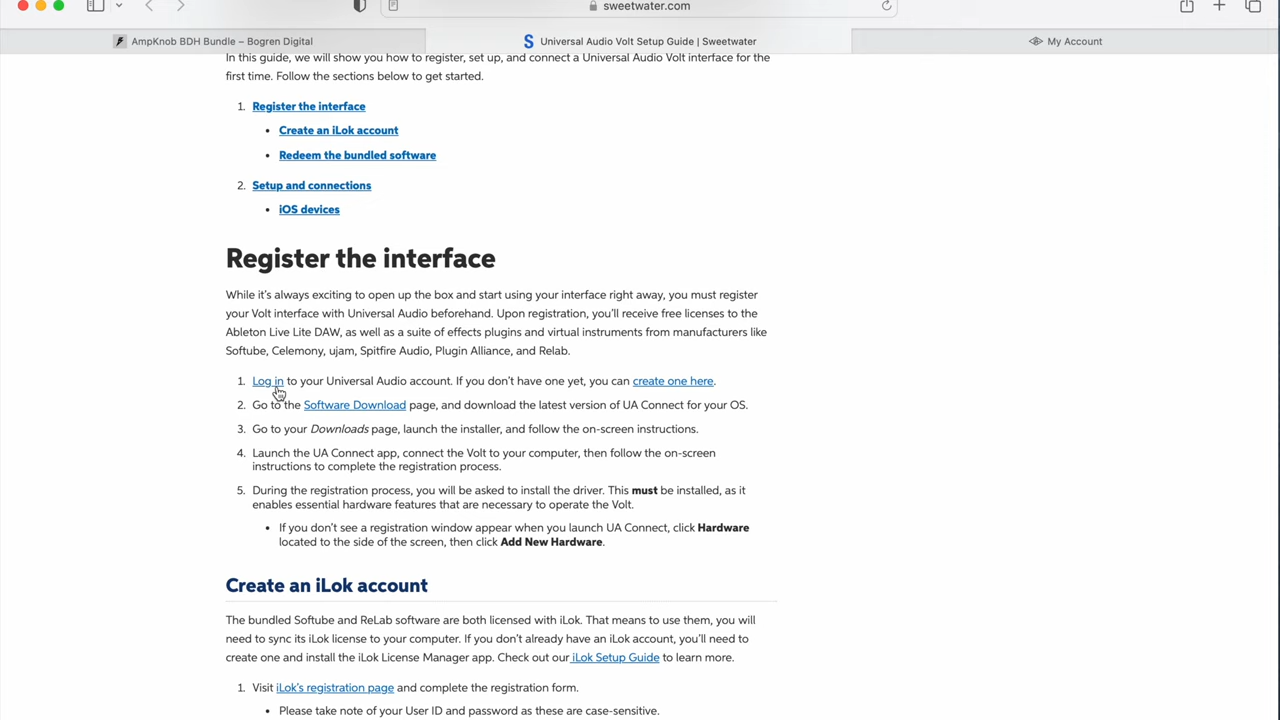 sweetwater.com
AmpKnob BDH Bundle – Bogren Digital
Universal Audio Volt Setup Guide | Sweetwater
My Account
In this guide, we will show you how to register, set up, and connect a Universal Audio Volt interface for the
first time. Follow the sections below to get started.
1. Register the interface
• Create an iLok account
• Redeem the bundled software
2. Setup and connections
• iOS devices
Register the interface
While it's always exciting to open up the box and start using your interface right away, you must register
your Volt interface with Universal Audio beforehand. Upon registration, you'll receive free licenses to the
Ableton Live Lite DAW, as well as a suite of effects plugins and virtual instruments from manufacturers like
Softube, Celemony, ujam, Spitfire Audio, Plugin Alliance, and Relab.
1. Log in to your Universal Audio account. If you don't have one yet, you can create one here.
2. Go to the Software Download page, and download the latest version of UA Connect for your OS.
3. Go to your Downloads page, launch the installer, and follow the on-screen instructions.
4. Launch the UA Connect app, connect the Volt to your computer, then follow the on-screen
instructions to complete the registration process.
5. During the registration process, you will be asked to install the driver. This must be installed, as it
enables essential hardware features that are necessary to operate the Volt.
• If you don't see a registration window appear when you launch UA Connect, click Hardware
located to the side of the screen, then click Add New Hardware.
Create an iLok account
The bundled Softube and ReLab software are both licensed with iLok. That means to use them, you will
need to sync its iLok license to your computer. If you don't already have an iLok account, you'll need to
create one and install the iLok License Manager app. Check out our iLok Setup Guide to learn more.
1. Visit iLok's registration page and complete the registration form.
• Please take note of your User ID and password as these are case-sensitive.